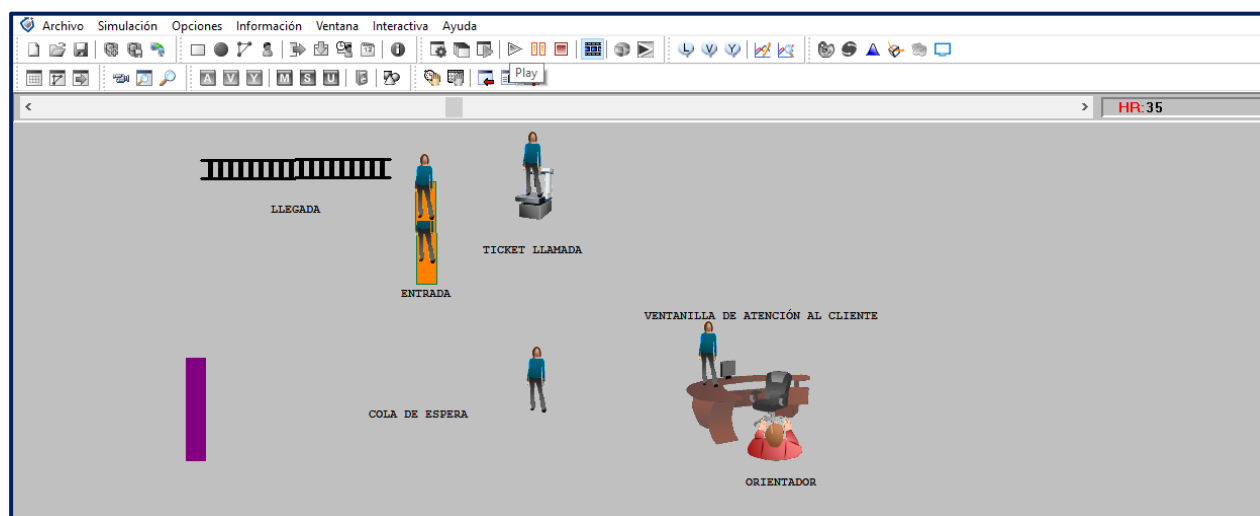 Archivo Simulación Opciones Información Ventana Interactiva Ayuda
L V V
A V Y M S U
Play
HR:35
LLEGADA
TICKET LLAMADA
ENTRADA
VENTANILLA DE ATENCIÓN AL CLIENTE
COLA DE ESPERA
ORIENTADOR